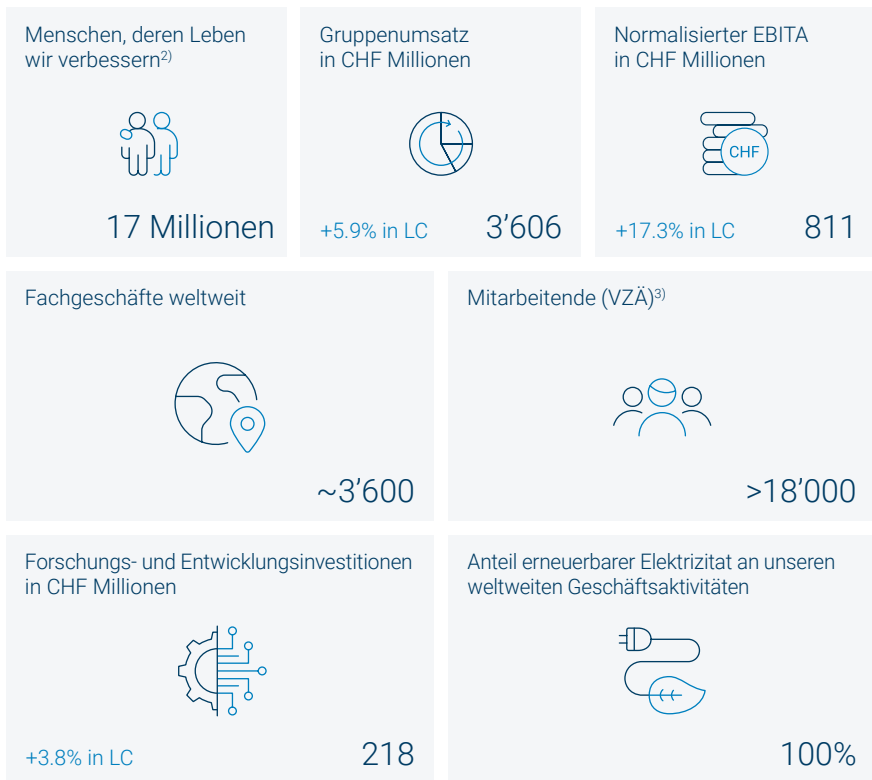 Menschen, deren Leben
wir verbessern2)
17 Millionen
Gruppenumsatz
in CHF Millionen
+5.9% in LC 3’606
Normalisierter EBITA
in CHF Millionen
CHF
+17.3% in LC 811
Fachgeschäfte weltweit
~3’600
Mitarbeitende (VZÄ)3)
>18’000
Forschungs- und Entwicklungsinvestitionen
in CHF Millionen
+3.8% in LC 218
Anteil erneuerbarer Elektrizitat an unseren
weltweiten Geschäftsaktivitäten
100%